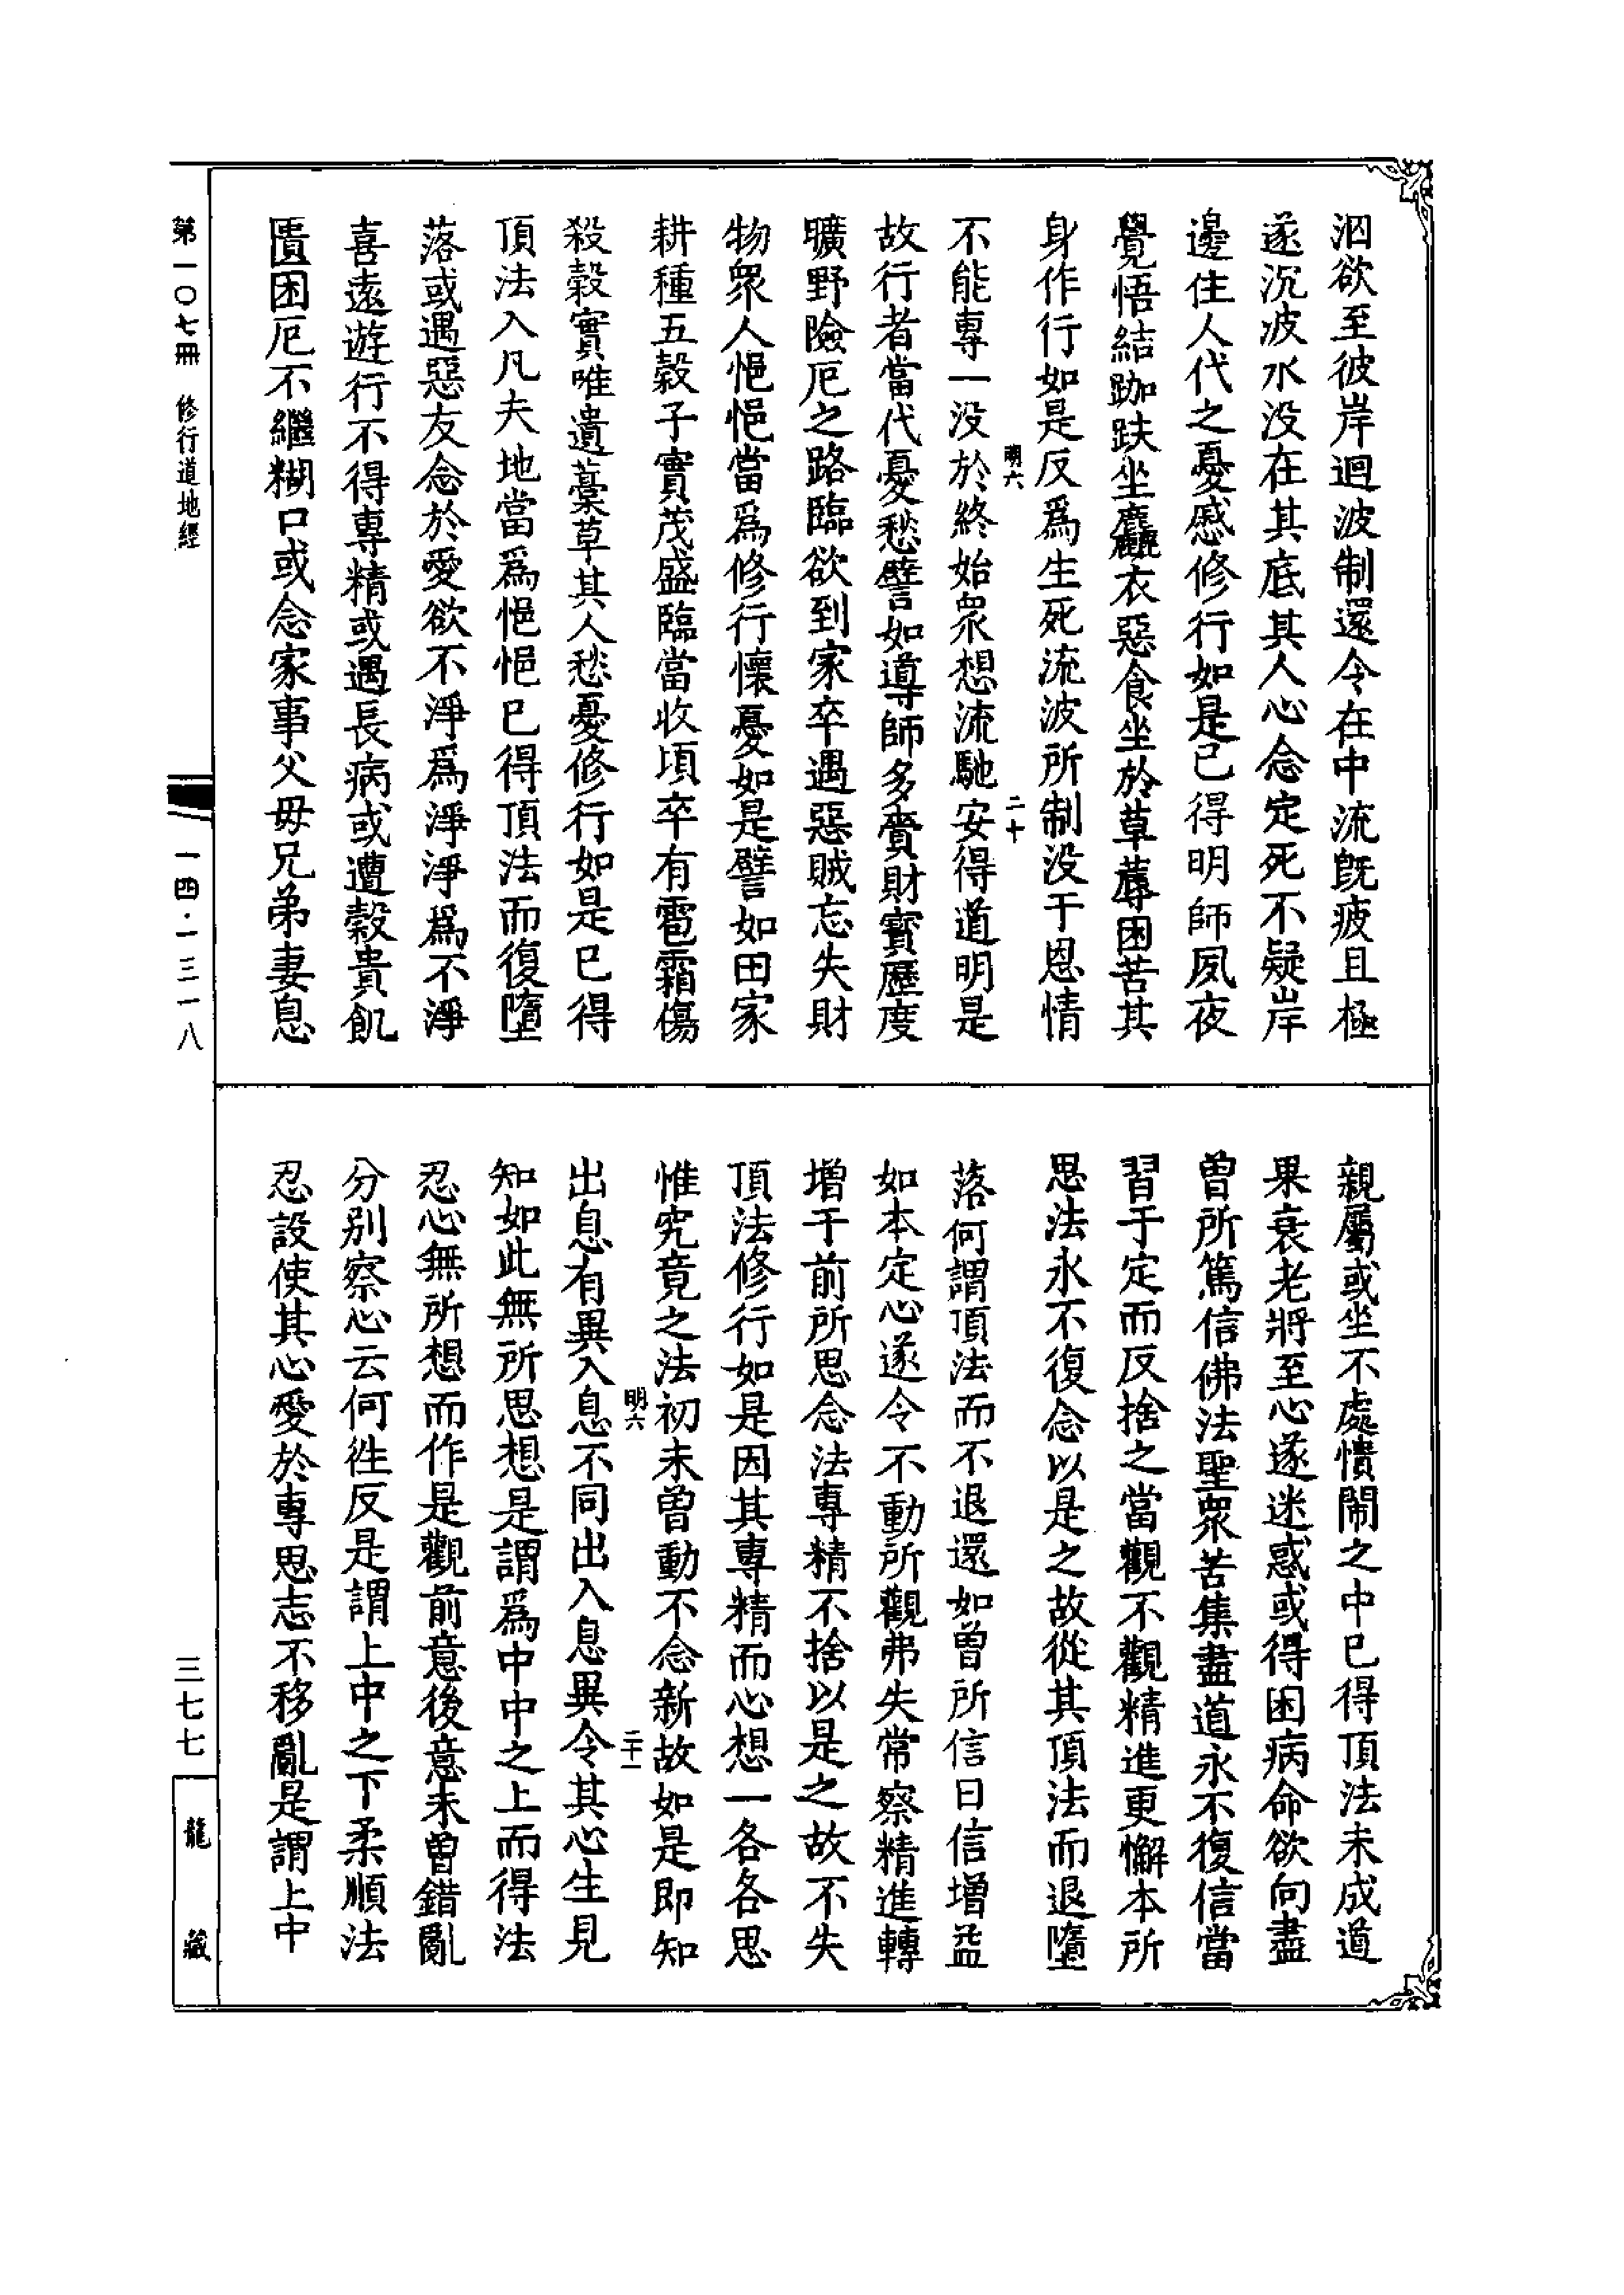 泅欲至彼岸迴波制還令在中流旣疲且極
遂沉波水没在其底其人心念定死不疑岸
邊住人代之憂慼修行如是已得明師夙夜
覺悟結跏趺坐麤衣惡食坐於草蓐困苦其
身作行如是反爲生死流波所制没于恩情
明六
二十
不能專一没於終始衆想流馳安得道明是
故行者當代憂愁譬如導師多賫財寳歷度
曠野險厄之路臨欲到家卒遇惡賊忘失財
物衆人悒悒當爲修行懷憂如是譬如田家
耕種五穀子實茂盛臨當收頃卒有雹霜傷
殺穀實唯遺藁草其人愁憂修行如是已得
頂法入凡夫地當爲悒悒已得頂法而復墮
落或遇惡友念於愛欲不淨爲淨淨爲不淨
喜遠遊行不得專精或遇長病或遭穀貴飢
匱困厄不繼糊口或念家事父母兄弟妻息
親屬或坐不處憒閙之中已得頂法未成道
果衰老將至心遂迷惑或得困病命欲向盡
曾所篤信佛法聖衆苦集盡道永不復信當
習于定而反捨之當觀不觀精進更懈本所
思法永不復念以是之故從其頂法而退墮
落何謂頂法而不退還如曾所信日信增益
如本定心遂令不動所觀弗失常察精進轉
增于前所思念法專精不捨以是之故不失
頂法修行如是因其專精而心想一各各思
惟究竟之法初未曾動不念新故如是即知
明六
二十一
出息有異入息不同出入息異令其心生見
知如此無所思想是謂爲中中之上而得法
忍心無所想而作是觀前意後意未曾錯亂
分别察心云何徃反是謂上中之下柔順法
忍設使其心愛於專思志不移亂是謂上中
第一〇七冊 修行道地經
一四·一三一八
三七七
龍藏